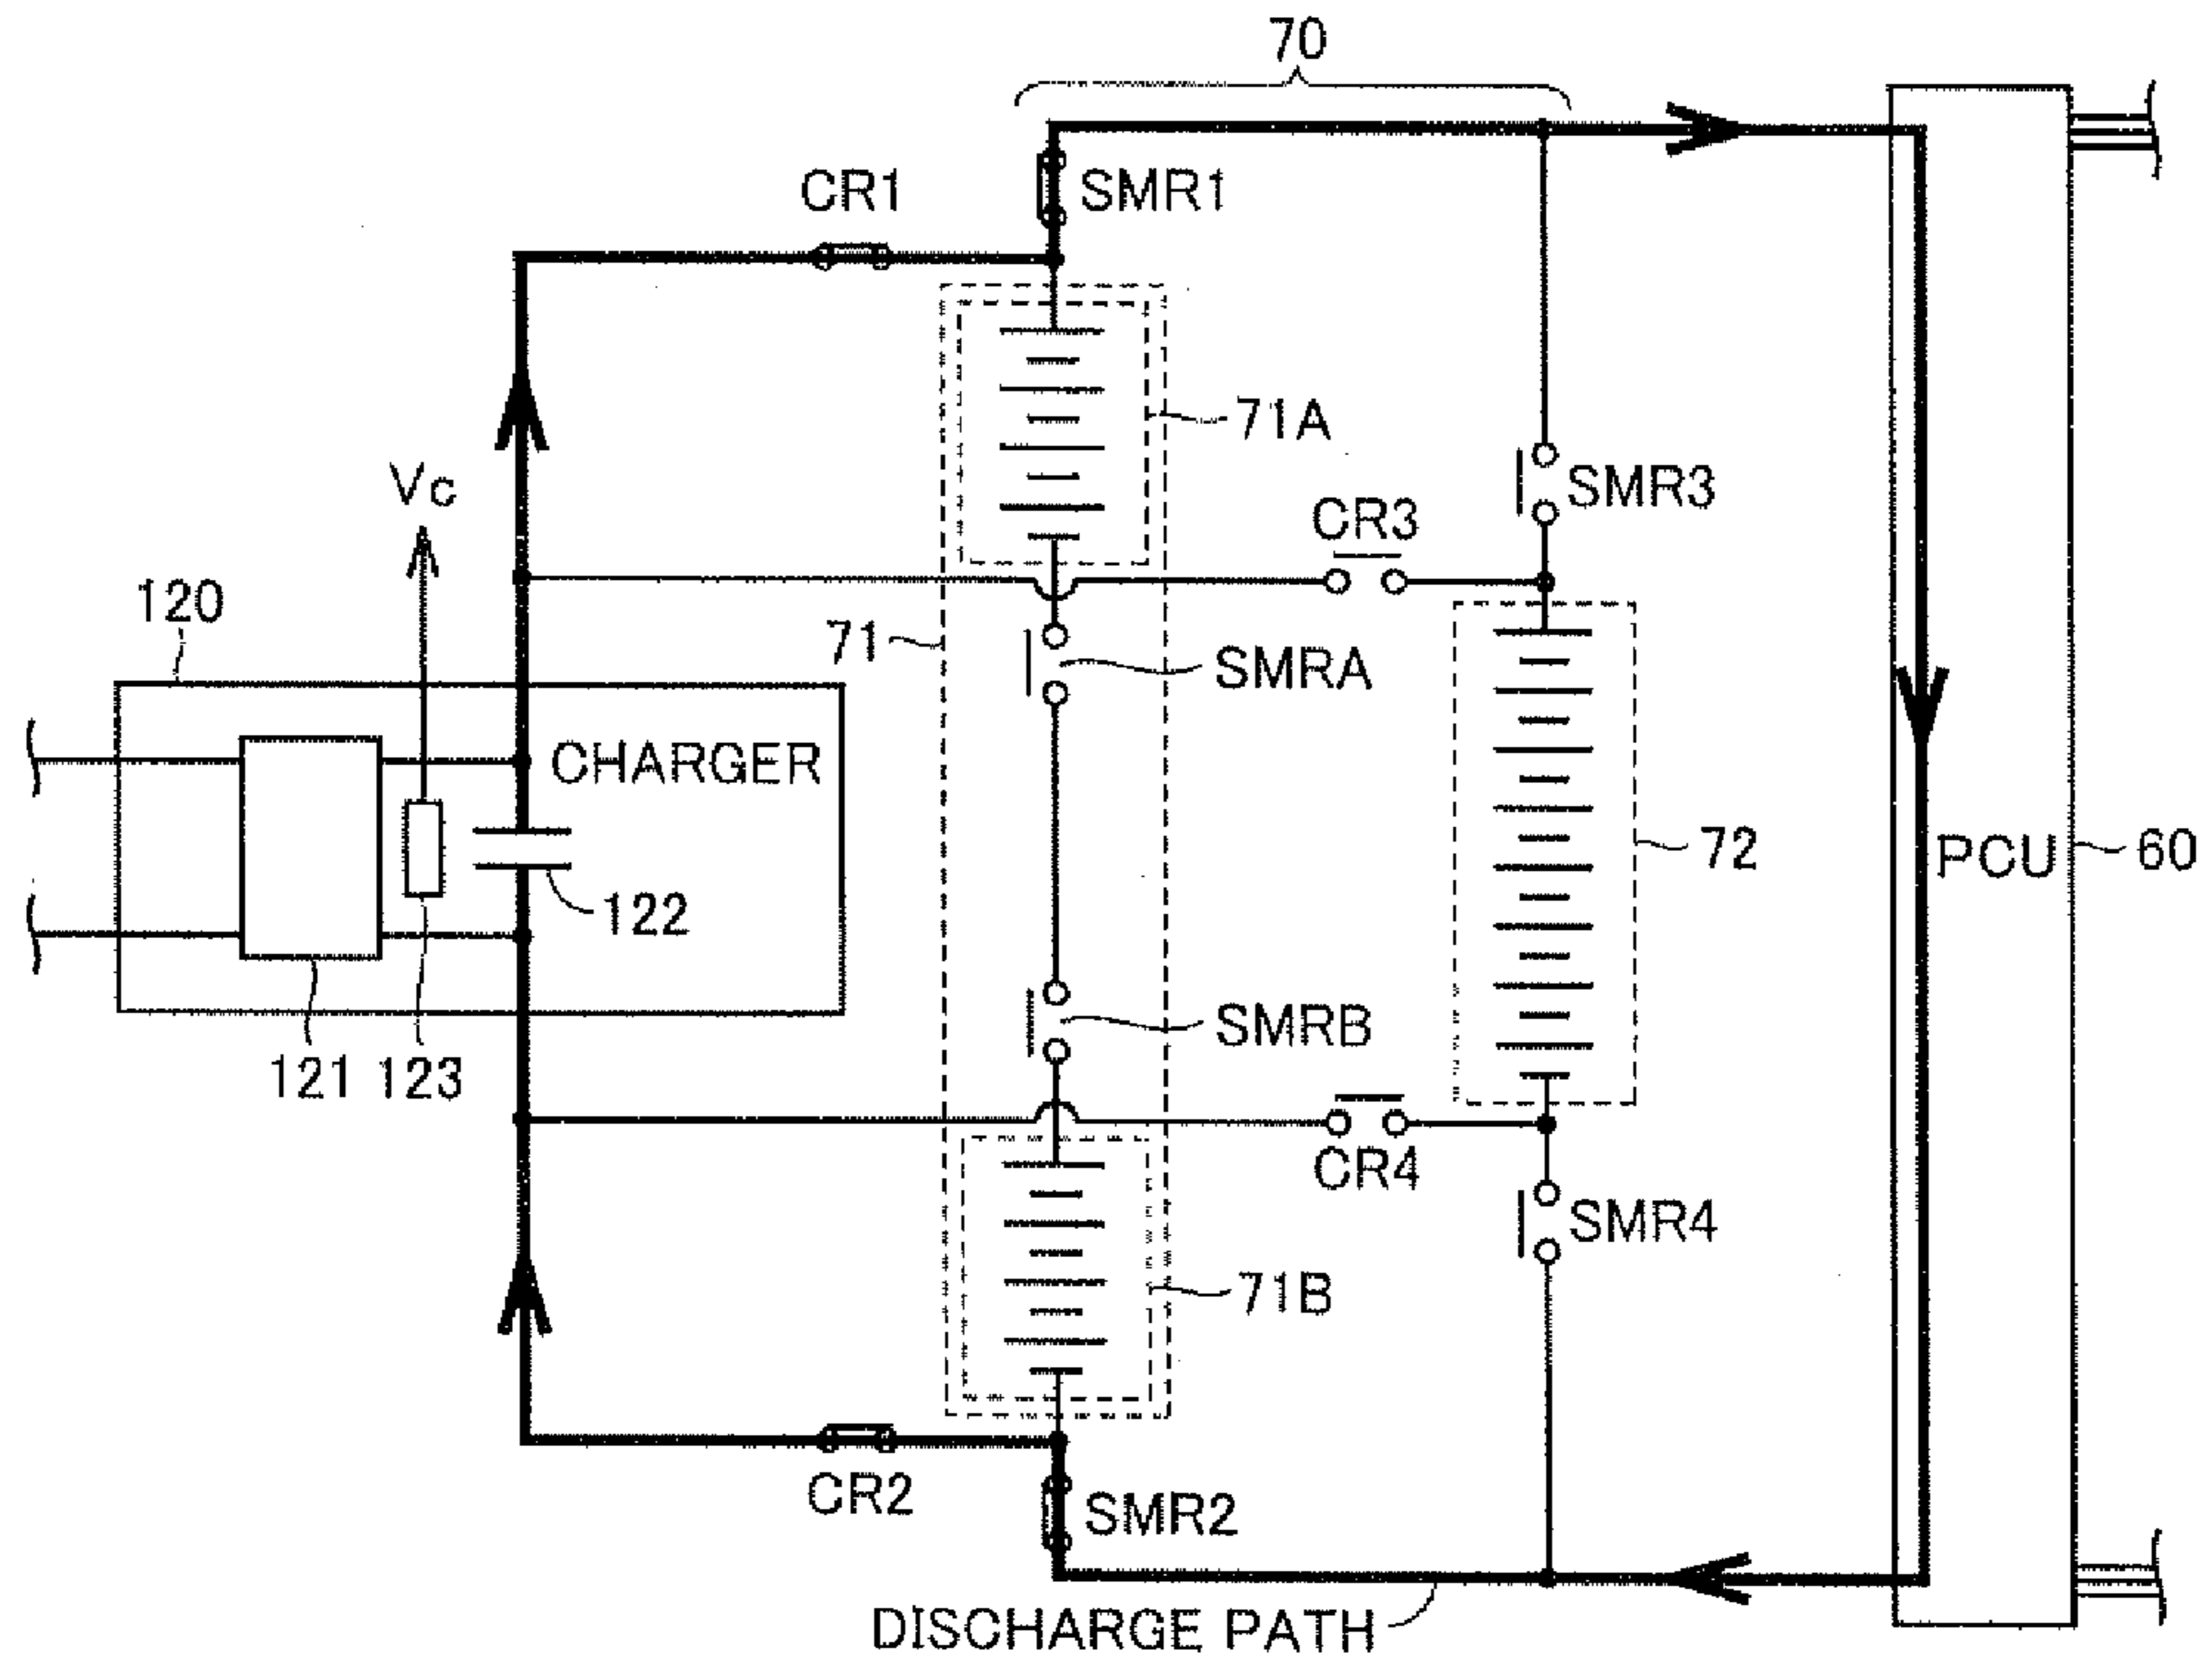 70
CR1
SMR1
71A
Vc
SMR3
CR3
120
71
SMRA
CHARGER
72
PCU
60
122
SMRB
121
123
CR4
SMR4
71B
CR2
SMR2
DISCHARGE PATH